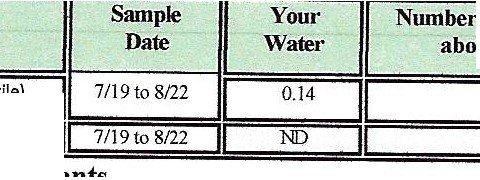 Sample Your Number
Date Water abo
7/19 to 8/22 0.14
7/19 to 8/22 ND